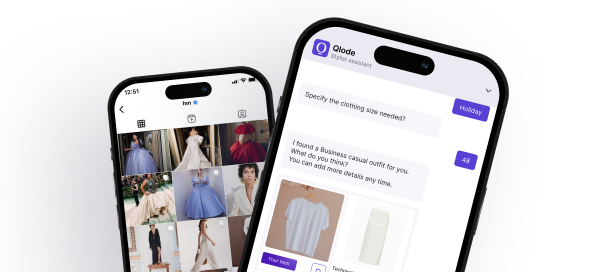 12:51
hm
Qlode
Stylist assistant
Holiday
Specify the clothing size needed?
48
I found a Business casual outfit for you.
What do you think?
You can add more details any time.
Your item